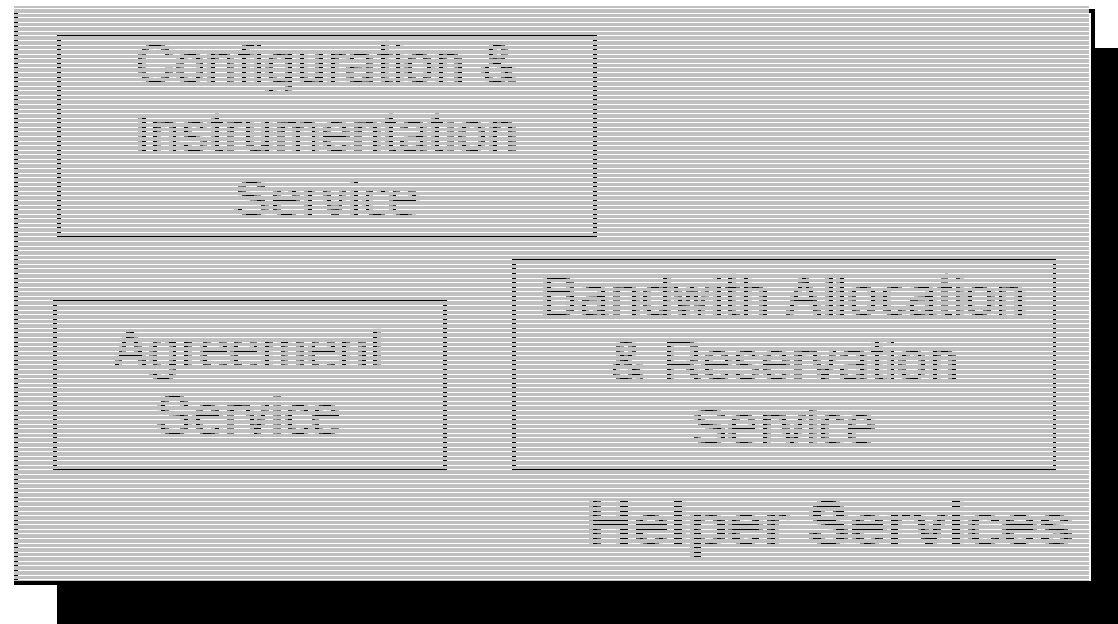 Configuration &
Instrumentation
Service
Agreement
Service
Bandwith Allocation
& Reservation
Service
Helper Services